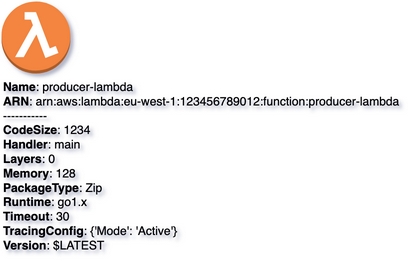 Name: producer-lambda
ARN: arn:aws:lambda:eu-west-1:123456789012:function:producer-lambda
-----------
CodeSize: 1234
Handler: main
Layers: 0
Memory: 128
PackageType: Zip
Runtime: go1.x
Timeout: 30
TracingConfig: {'Mode': 'Active'}
Version: $LATEST